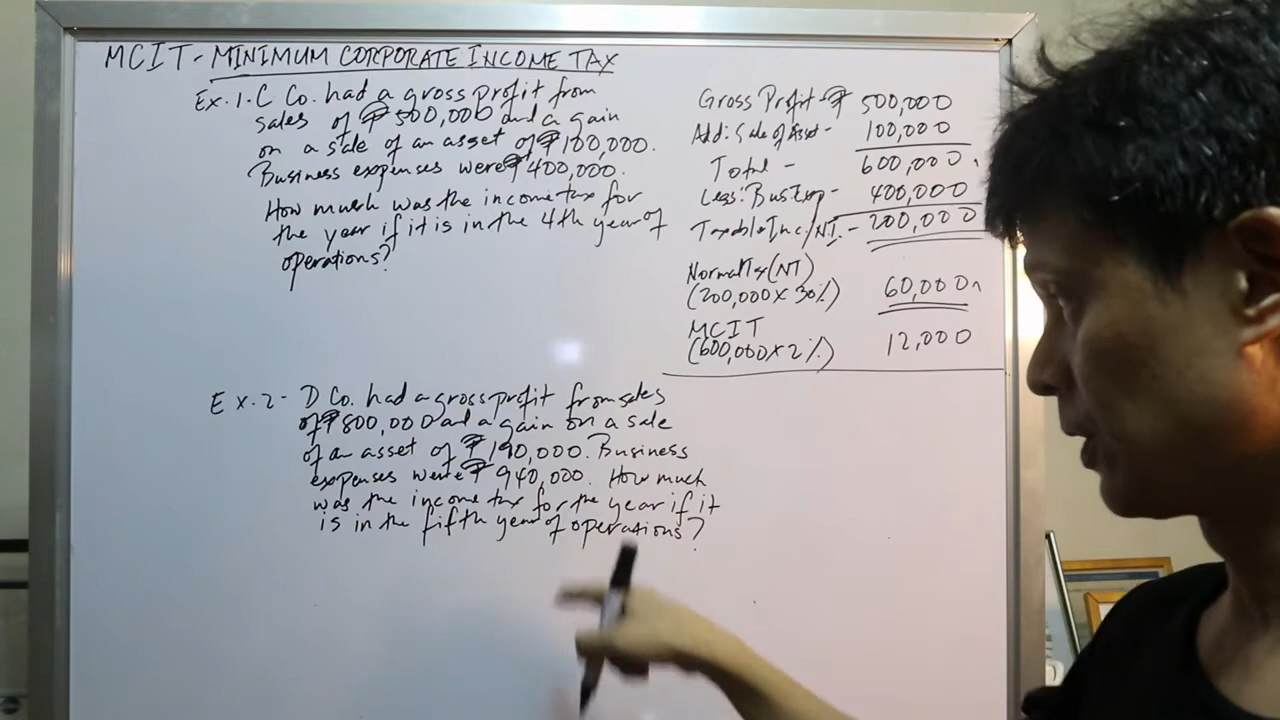 MCIT - MINIMUM CORPORATE INCOME TAX
Ex. 1. C Co. had a gross profit from
sales of ₱500,000 and a gain
on a sale of an asset of ₱100,000.
Business expenses were ₱400,000.
How much was the income tax for
the year if it is in the 4th year of
operations?
Gross Profit - ₱ 500,000
Add: Sale of Asset - 100,000
Total - 600,000
Less: Bus Exp - 400,000
Taxable Inc./NI. - 200,000
Normal Tx (NT)
(200,000 x 30%) 60,000
MCIT
(600,000 x 2%) 12,000
Ex. 2 - D Co. had a gross profit from sales
of ₱800,000 and a gain on a sale
of an asset of ₱190,000. Business
expenses were ₱940,000. How much
was the income tax for the year if it
is in the fifth year of operations?